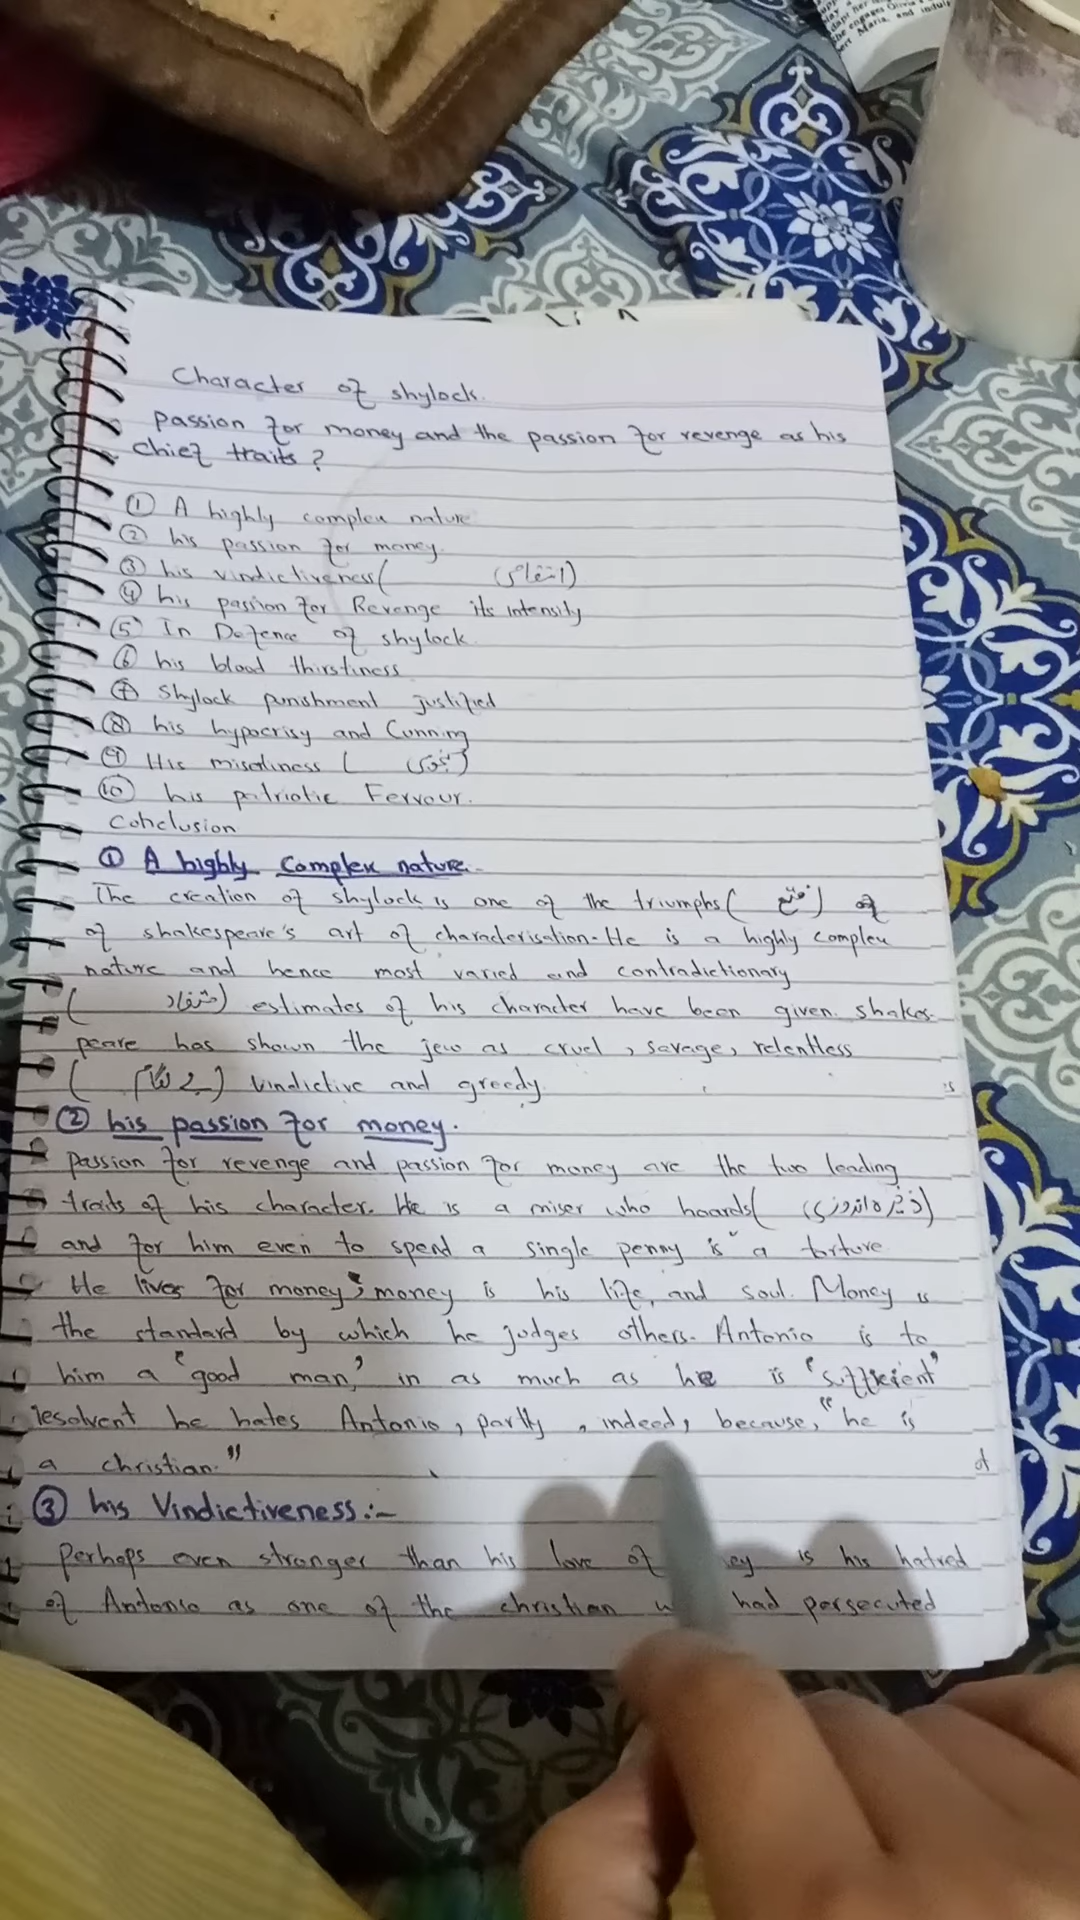 Character of shylock.
passion for money and the passion for revenge as his
chief traits?
① A highly complex nature
② his passion for money.
③ his vindictiveness( انتقامی)
④ his passion for Revenge its intensity
⑤ In Defence of shylock.
⑥ his blood thirstiness
⑦ Shylock punishment justified
⑧ his hypocrisy and Cunning
⑨ His miserliness ( کنجوسی)
⑩ his patriotic Fervour.
Conclusion
① A highly Complex nature.-
The creation of shylock is one of the triumphs( فتح) of
of shakespeare's art of characterisation. He is a highly complex
nature and hence most varied and contradictionary
( متضاد) estimates of his character have been given. shakes-
peare has shown the jew as cruel, savage, relentless
( بے لگام) vindictive and greedy.
② his passion for money.
passion for revenge and passion for money are the two leading
traits of his character. He is a miser who hoards( ذخیرہ اندوزی)
and for him even to spend a single penny is a torture
He lives for money; money is his life, and soul. Money is
the standard by which he judges others. Antonio is to
him a "good man," in as much as he is "sufficient"
resolvent he hates Antonio, partly, indeed, because, "he is
a christian."
③ his Vindictiveness:-
perhaps even stronger than his love of is his hatred
of Antonio as one of the christian had persecuted